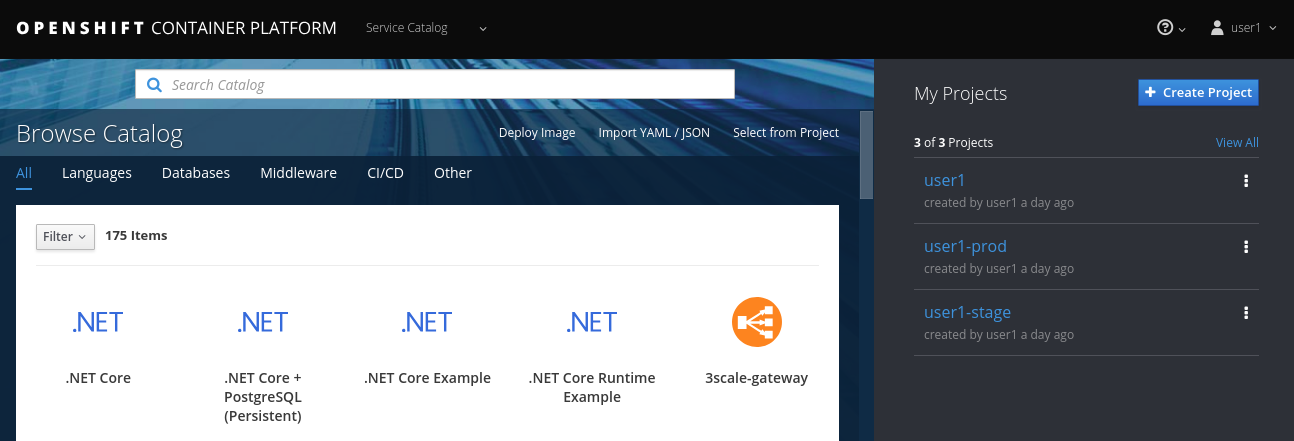 OPENSHIFT CONTAINER PLATFORM
Service Catalog
user1
Search Catalog
Browse Catalog
Deploy Image
Import YAML / JSON
Select from Project
All
Languages
Databases
Middleware
CI/CD
Other
Filter
175 Items
.NET
.NET Core
.NET
.NET Core +
PostgreSQL
(Persistent)
.NET
.NET Core Example
.NET
.NET Core Runtime
Example
3scale-gateway
My Projects
+ Create Project
3 of 3 Projects
View All
user1
created by user1 a day ago
user1-prod
created by user1 a day ago
user1-stage
created by user1 a day ago